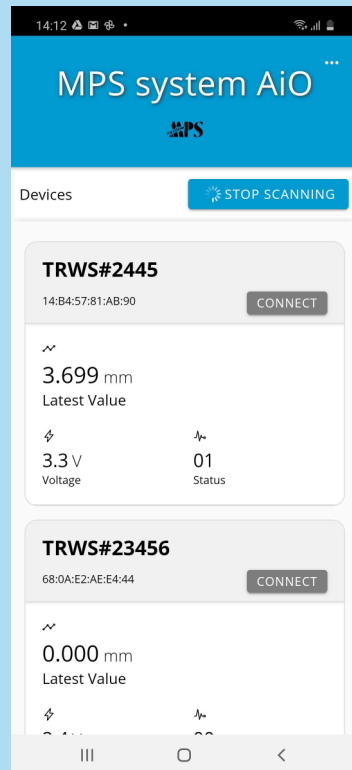 14:12
MPS system AiO
MPS
Devices
STOP SCANNING
TRWS#2445
14:B4:57:81:AB:90
CONNECT
3.699 mm
Latest Value
3.3 V
01
Voltage
Status
TRWS#23456
68:0A:E2:AE:E4:44
CONNECT
0.000 mm
Latest Value